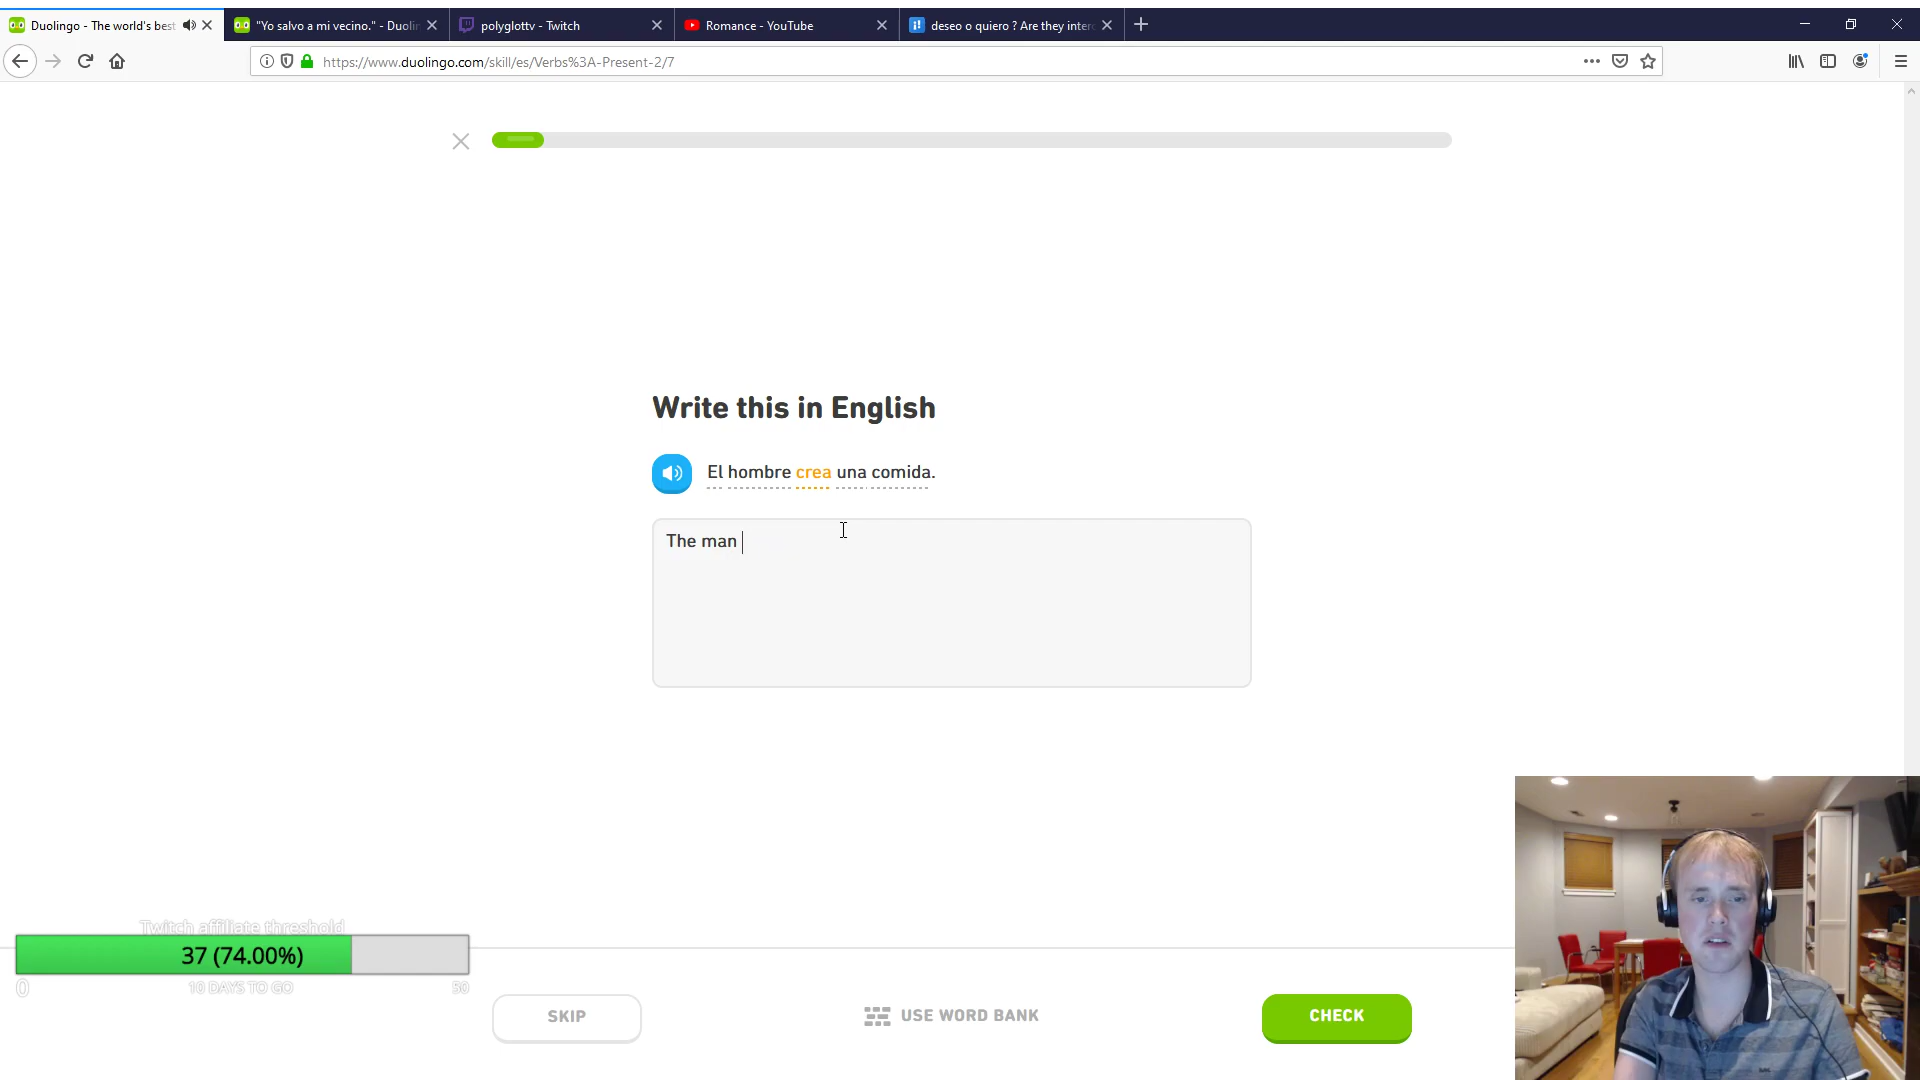 Duolingo - The world's best
"Yo salvo a mi vecino." - Duolin
polyglottv - Twitch
Romance - YouTube
deseo o quiero ? Are they interc
https://www.duolingo.com/skill/es/Verbs%3A-Present-2/7
Write this in English
El hombre crea una comida.
The man
Twitch affiliate threshold
37 (74.00%)
0
10 DAYS TO GO
50
SKIP
USE WORD BANK
CHECK